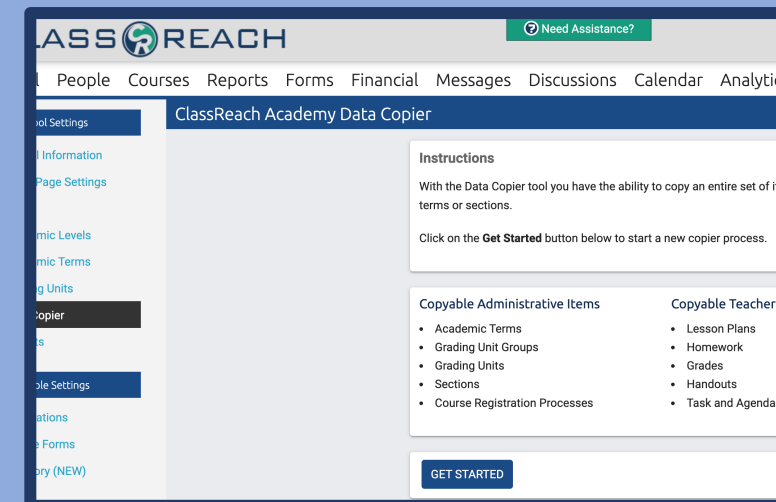 ASS REACH
Need Assistance?
People Courses Reports Forms Financial Messages Discussions Calendar Analytic
ool Settings
ClassReach Academy Data Copier
l Information
Page Settings
mic Levels
mic Terms
g Units
Copier
ts
ole Settings
ations
e Forms
ory (NEW)
Instructions
With the Data Copier tool you have the ability to copy an entire set of i
terms or sections.
Click on the Get Started button below to start a new copier process.
Copyable Administrative Items
• Academic Terms
• Grading Unit Groups
• Grading Units
• Sections
• Course Registration Processes
Copyable Teacher
• Lesson Plans
• Homework
• Grades
• Handouts
• Task and Agenda
GET STARTED